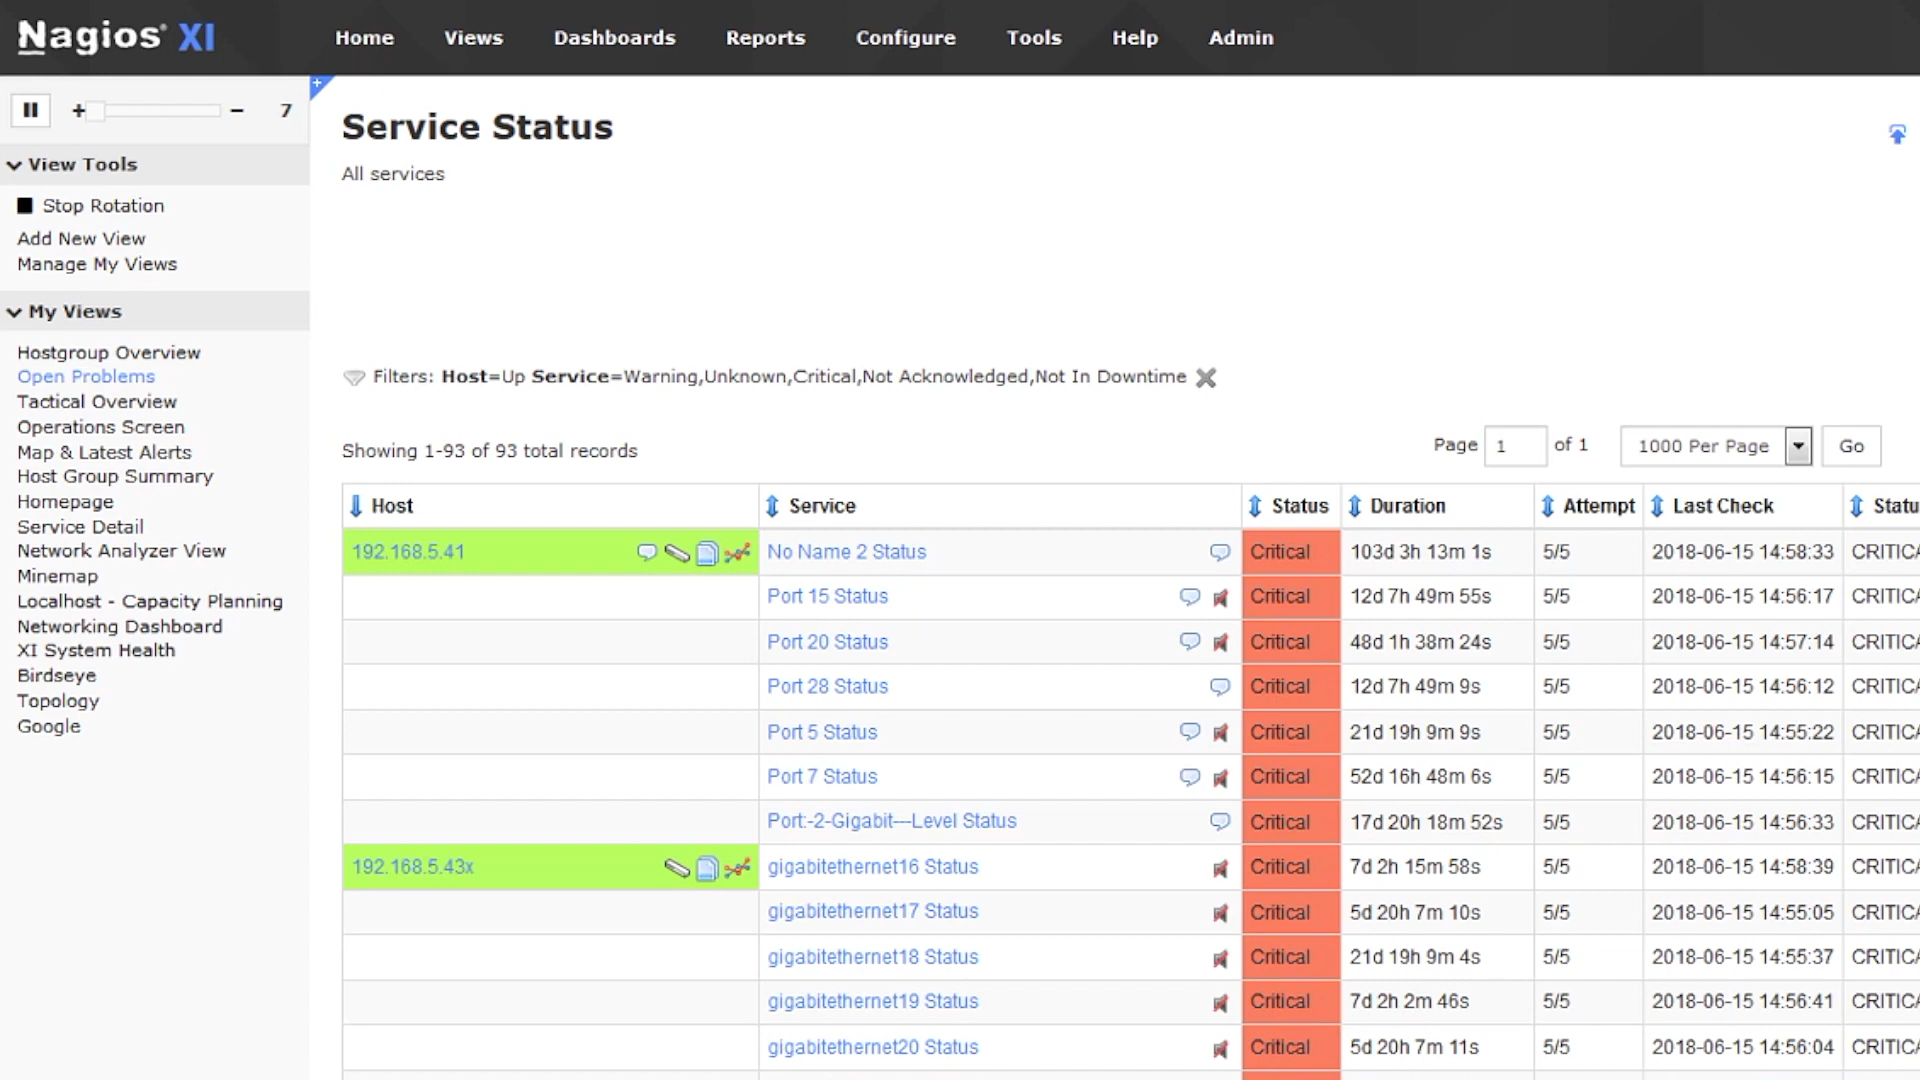 Nagios® XI
Home Views Dashboards Reports Configure Tools Help Admin
+ - 7
View Tools
Stop Rotation
Add New View
Manage My Views
My Views
Hostgroup Overview
Open Problems
Tactical Overview
Operations Screen
Map & Latest Alerts
Host Group Summary
Homepage
Service Detail
Network Analyzer View
Minemap
Localhost - Capacity Planning
Networking Dashboard
XI System Health
Birdseye
Topology
Google
+
Service Status
All services
Filters: Host=Up Service=Warning,Unknown,Critical,Not Acknowledged,Not In Downtime
Showing 1-93 of 93 total records
Page 1 of 1 1000 Per Page Go
Host Service Status Duration Attempt Last Check Statu
192.168.5.41 No Name 2 Status Critical 103d 3h 13m 1s 5/5 2018-06-15 14:58:33 CRITICA
Port 15 Status Critical 12d 7h 49m 55s 5/5 2018-06-15 14:56:17 CRITICA
Port 20 Status Critical 48d 1h 38m 24s 5/5 2018-06-15 14:57:14 CRITICA
Port 28 Status Critical 12d 7h 49m 9s 5/5 2018-06-15 14:56:12 CRITICA
Port 5 Status Critical 21d 19h 9m 9s 5/5 2018-06-15 14:55:22 CRITICA
Port 7 Status Critical 52d 16h 48m 6s 5/5 2018-06-15 14:56:15 CRITICA
Port:-2-Gigabit---Level Status Critical 17d 20h 18m 52s 5/5 2018-06-15 14:56:33 CRITICA
192.168.5.43x gigabitethernet16 Status Critical 7d 2h 15m 58s 5/5 2018-06-15 14:58:39 CRITICA
gigabitethernet17 Status Critical 5d 20h 7m 10s 5/5 2018-06-15 14:55:05 CRITICA
gigabitethernet18 Status Critical 21d 19h 9m 4s 5/5 2018-06-15 14:55:37 CRITICA
gigabitethernet19 Status Critical 7d 2h 2m 46s 5/5 2018-06-15 14:56:41 CRITICA
gigabitethernet20 Status Critical 5d 20h 7m 11s 5/5 2018-06-15 14:56:04 CRITICA